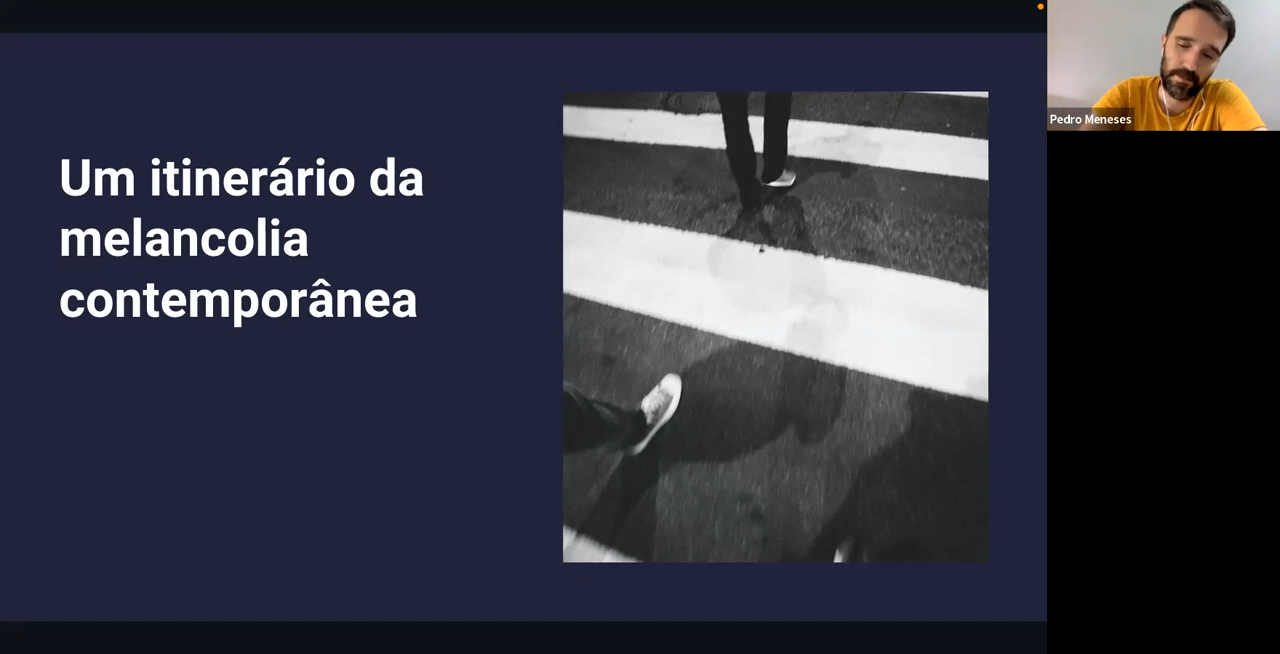 Um itinerário da
melancolia
contemporânea
Pedro Meneses